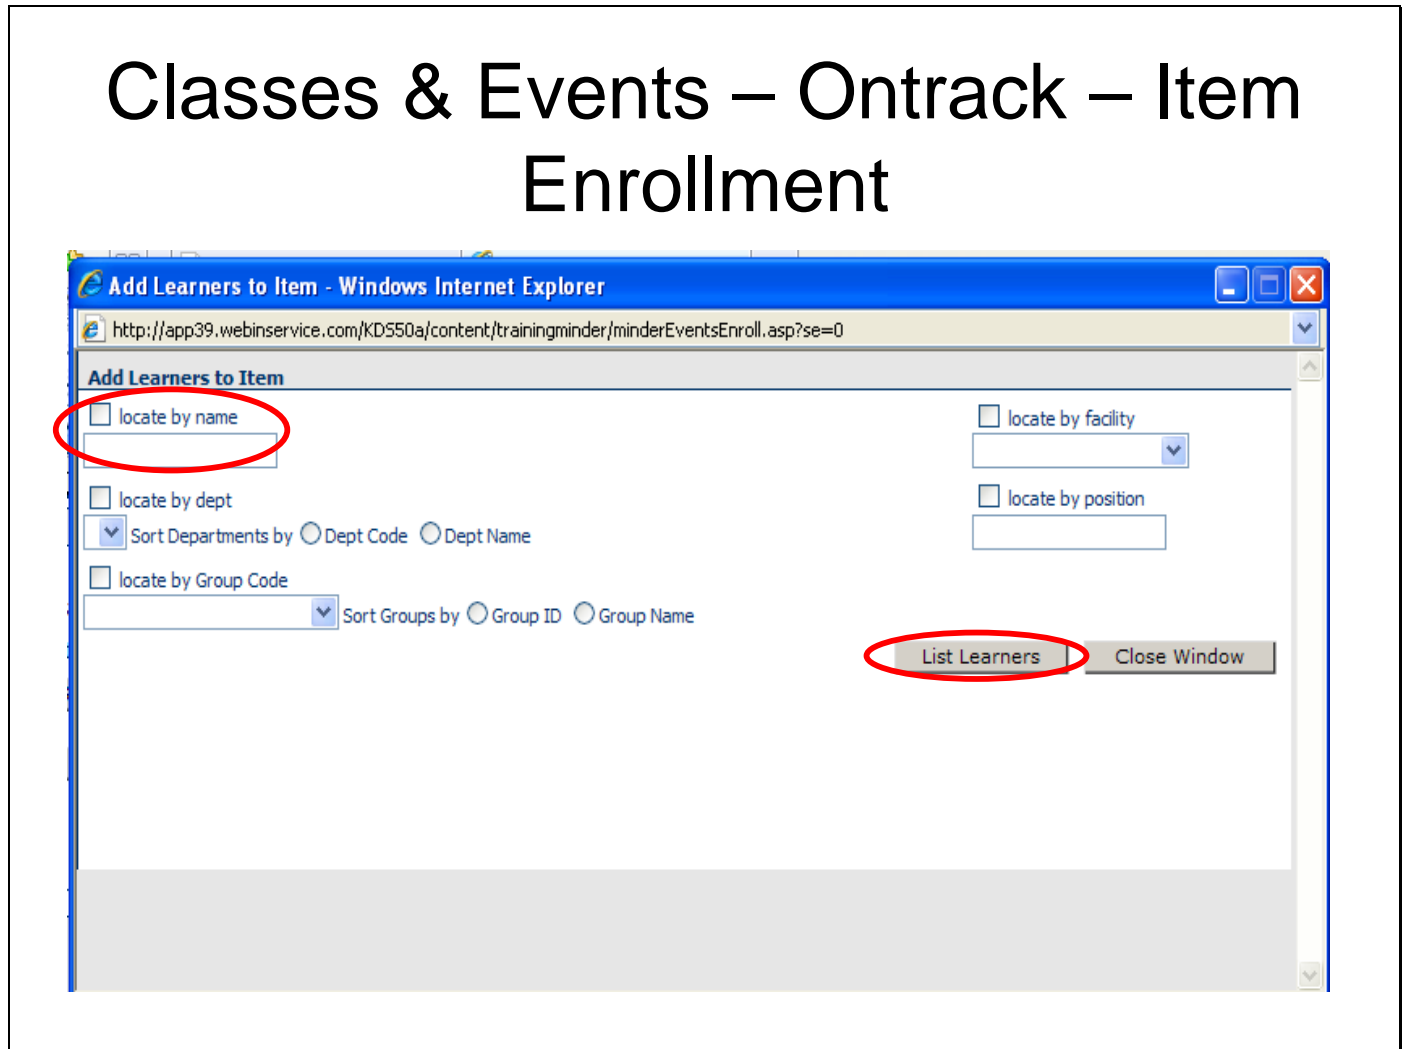 Classes & Events – Ontrack – Item
Enrollment
Add Learners to Item - Windows Internet Explorer
http://app39.webinservice.com/KDS50a/content/trainingminder/minderEventsEnroll.asp?se=0
Add Learners to Item
locate by name
locate by facility
locate by dept
locate by position
Sort Departments by Dept Code Dept Name
locate by Group Code
Sort Groups by Group ID Group Name
List Learners Close Window